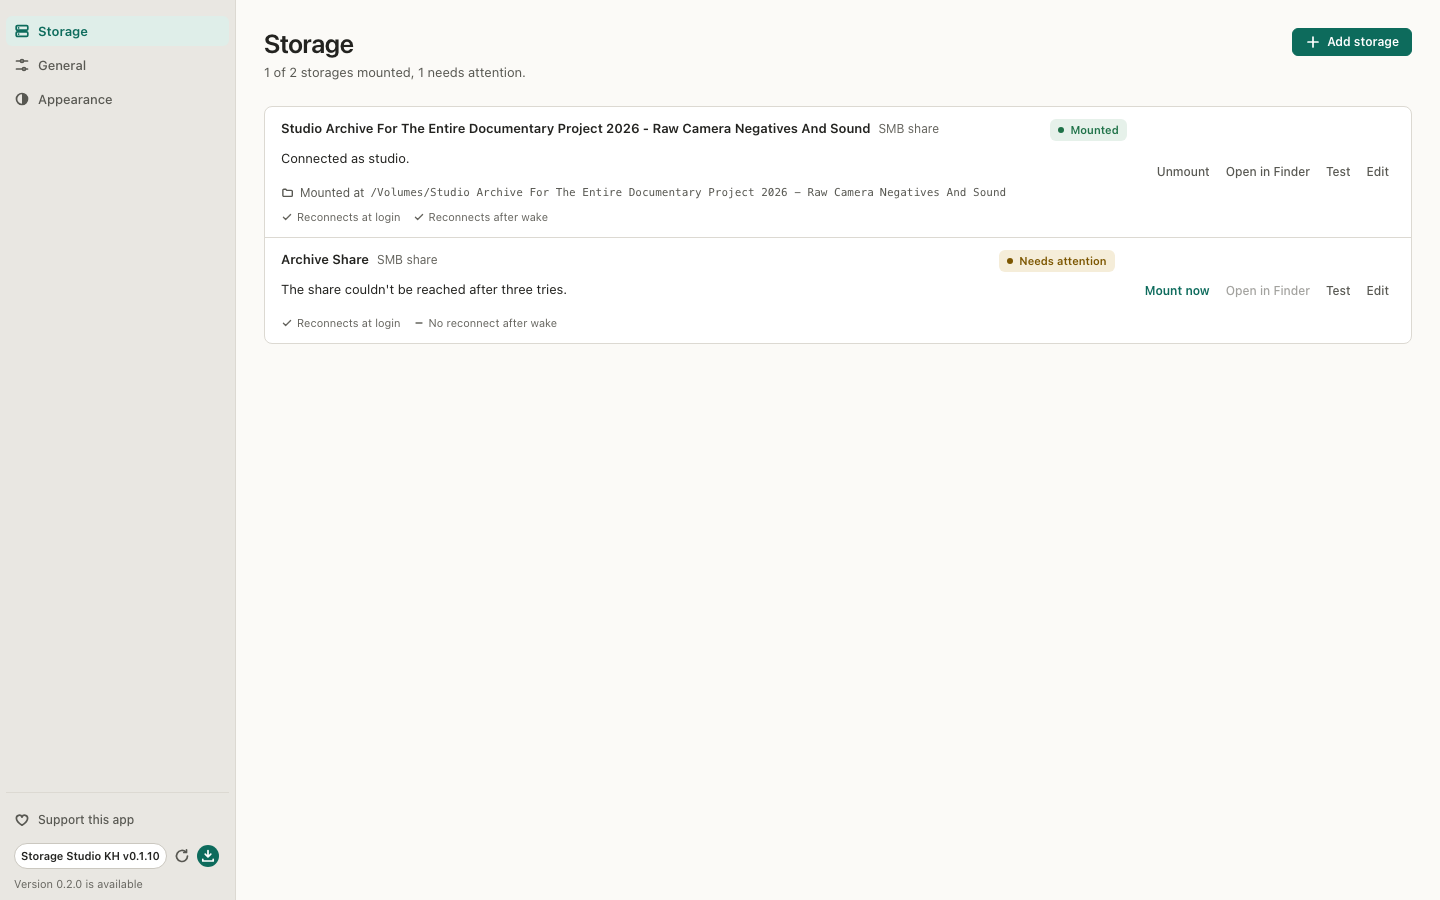 Storage
General
Appearance
Storage
1 of 2 storages mounted, 1 needs attention.
Add storage
Studio Archive For The Entire Documentary Project 2026 - Raw Camera Negatives And Sound SMB share
Mounted
Connected as studio.
Unmount Open in Finder Test Edit
Mounted at /Volumes/Studio Archive For The Entire Documentary Project 2026 – Raw Camera Negatives And Sound
Reconnects at login Reconnects after wake
Archive Share SMB share
Needs attention
The share couldn't be reached after three tries.
Mount now Open in Finder Test Edit
Reconnects at login No reconnect after wake
Support this app
Storage Studio KH v0.1.10
Version 0.2.0 is available